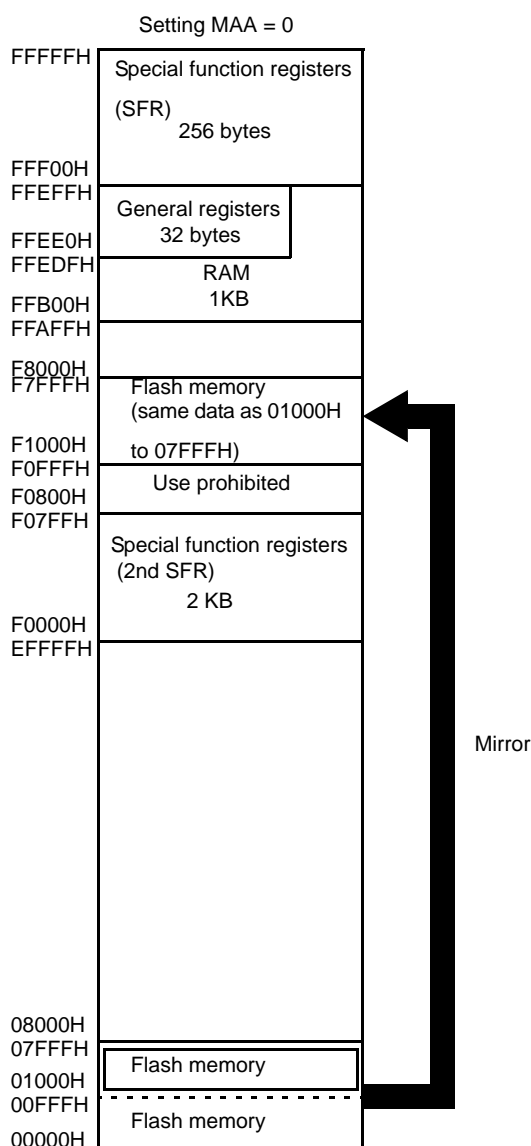 Setting MAA = 0
FFFFFH
Special function registers
(SFR)
256 bytes
FFF00H
FFEFFH
General registers
32 bytes
FFEE0H
FFEDFH
RAM
1KB
FFB00H
FFAFFH
F8000H
F7FFFH
Flash memory
(same data as 01000H
to 07FFFH)
F1000H
F0FFFH
Use prohibited
F0800H
F07FFH
Special function registers
(2nd SFR)
2 KB
F0000H
EFFFFH
Mirror
08000H
07FFFH
Flash memory
01000H
00FFFH
Flash memory
00000H